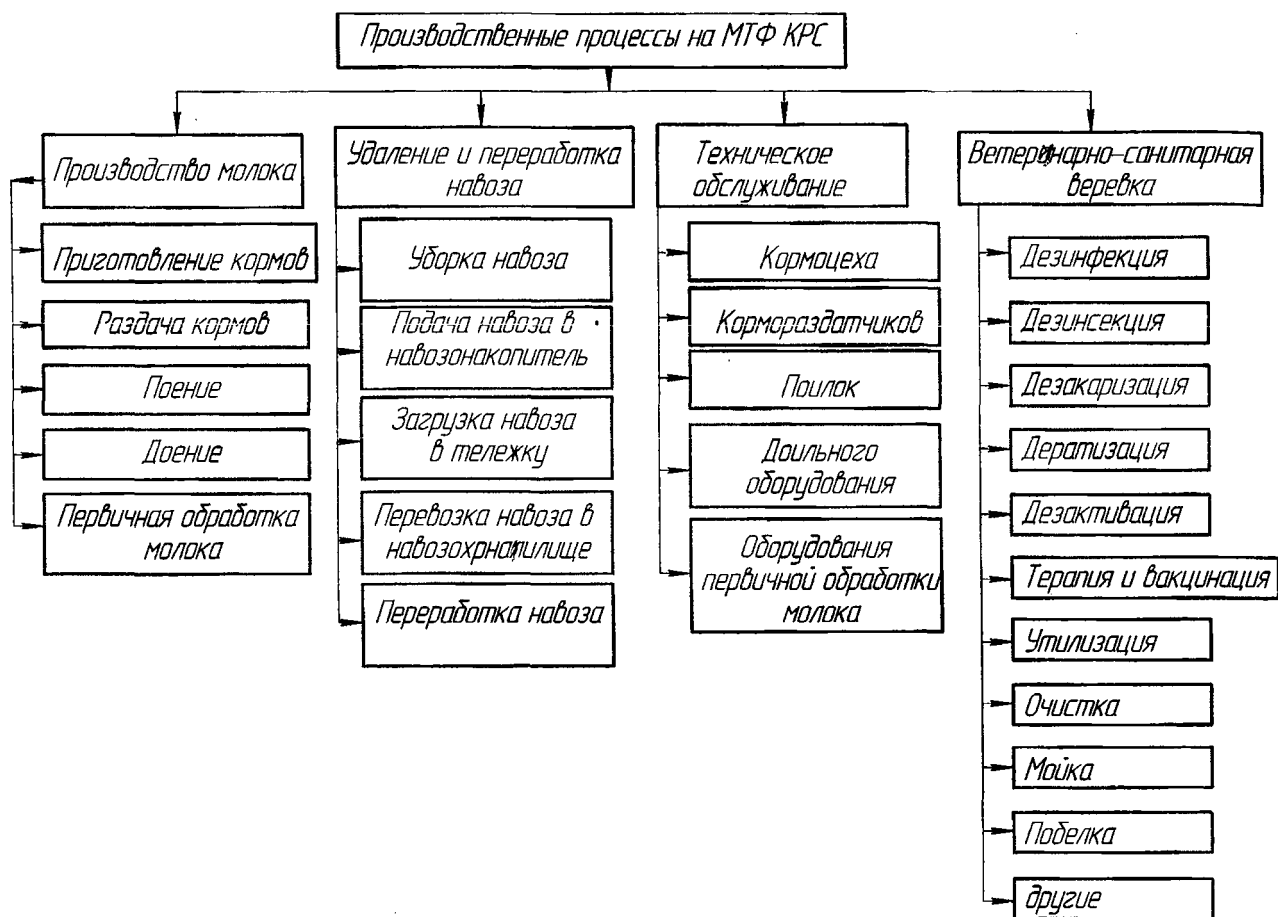 Производственные процессы на МТФ КРС
Производство молока
Приготовление кормов
Раздача кормов
Поение
Доение
Первичная обработка
молока
Удаление и переработка
навоза
Уборка навоза
Подача навоза в
навозонакопитель
Загрузка навоза
в тележку
Перевозка навоза в
навозохрнапилище
Переработка навоза
Техническое
обслуживание
Кормоцеха
Кормораздатчиков
Поилок
Доильного
оборудования
Оборудования
первичной обработки
молока
Ветеринарно-санитарная
веревка
Дезинфекция
Дезинсекция
Дезакаризация
Дератизация
Дезактивация
Терапия и вакцинация
Утилизация
Очистка
Мойка
Побелка
другие